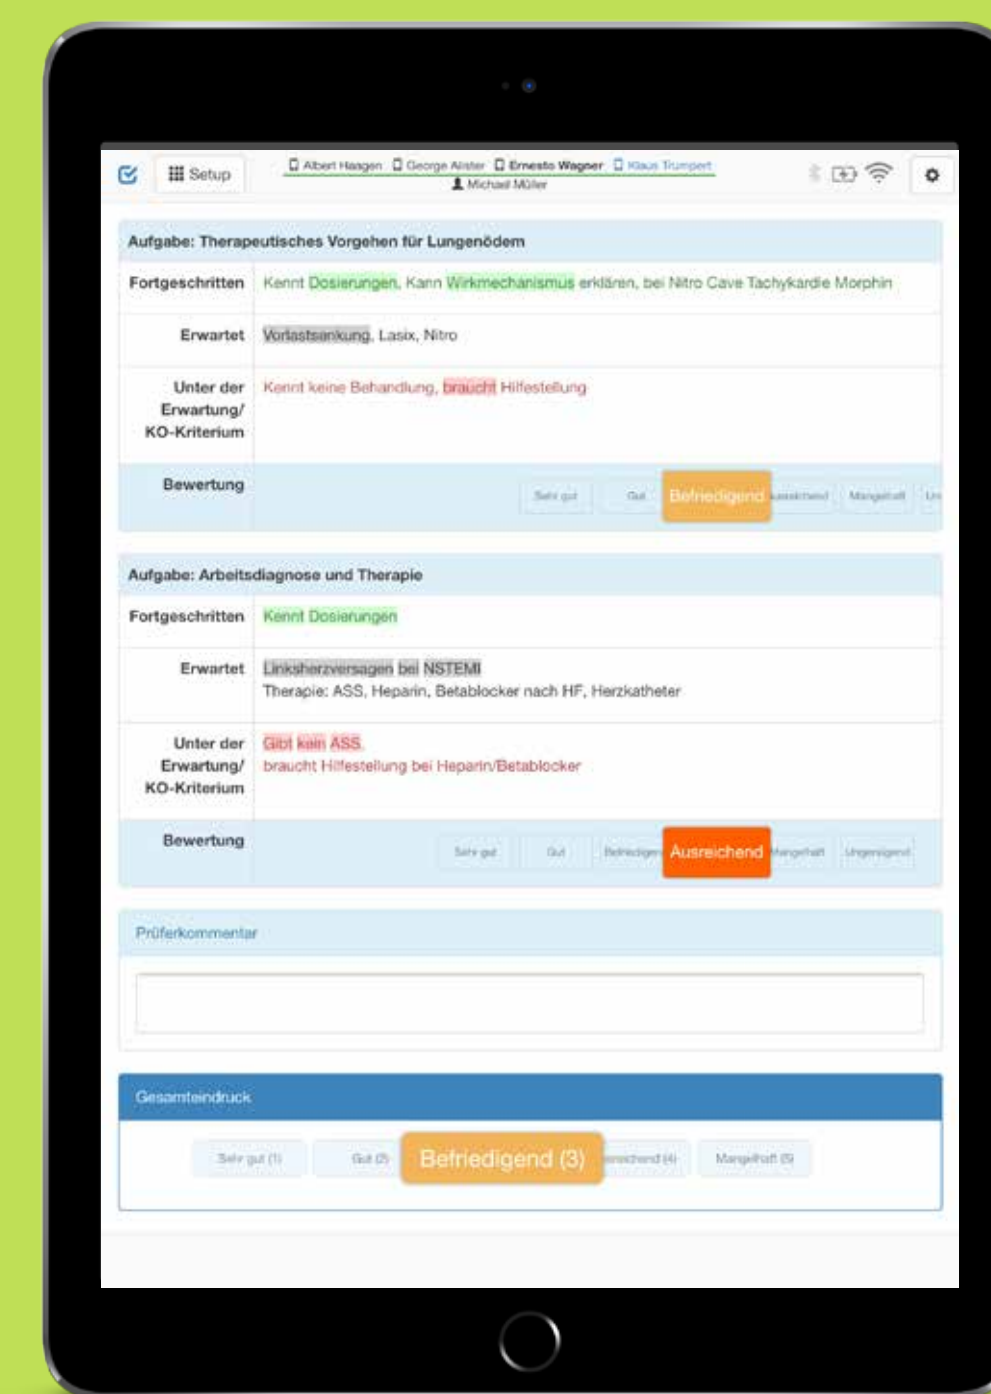 Setup
Albert Haagen George Alister Ernesto Wagner Klaus Trumpert
Michael Müller
Aufgabe: Therapeutisches Vorgehen für Lungenödem
Fortgeschritten Kennt Dosierungen, Kann Wirkmechanismus erklären, bei Nitro Cave Tachykardie Morphin
Erwartet Vorlastsenkung, Lasix, Nitro
Unter der Kennt keine Behandlung, braucht Hilfestellung
Erwartung/
KO-Kriterium
Bewertung Sehr gut Gut Befriedigend Mangelhaft Un
Aufgabe: Arbeitsdiagnose und Therapie
Fortgeschritten Kennt Dosierungen
Erwartet Linksherzversagen bei NSTEMI
Therapie: ASS, Heparin, Betablocker nach HF, Herzkatheter
Unter der Gibt kein ASS,
Erwartung/ braucht Hilfestellung bei Heparin/Betablocker
KO-Kriterium
Bewertung Sehr gut Gut Befriedigen Ausreichend Mangelhaft Ungenügend
Prüferkommentar
Gesamteindruck
Sehr gut (1) Gut (2) Befriedigend (3) (4) Mangelhaft (5)